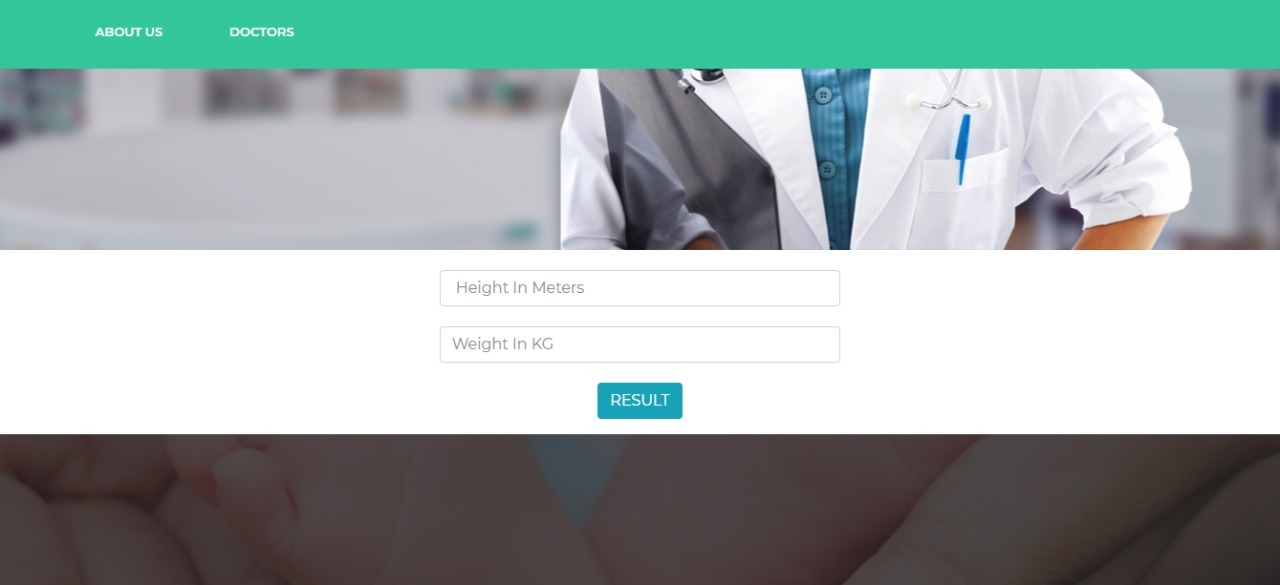 ABOUT US
DOCTORS
Height In Meters
Weight In KG
RESULT